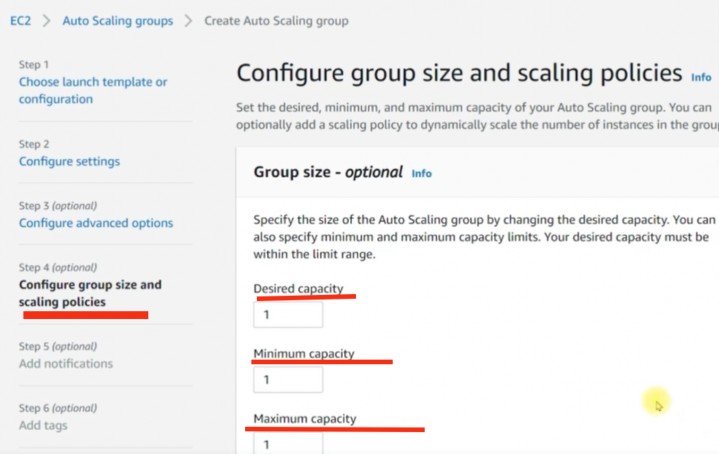 EC2 > Auto Scaling groups > Create Auto Scaling group
Step 1
Choose launch template or
configuration
Step 2
Configure settings
Step 3 (optional)
Configure advanced options
Step 4 (optional)
Configure group size and
scaling policies
Step 5 (optional)
Add notifications
Step 6 (optional)
Add tags
Configure group size and scaling policies Info
Set the desired, minimum, and maximum capacity of your Auto Scaling group. You can
optionally add a scaling policy to dynamically scale the number of instances in the grou
Group size - optional Info
Specify the size of the Auto Scaling group by changing the desired capacity. You can
also specify minimum and maximum capacity limits. Your desired capacity must be
within the limit range.
Desired capacity
1
Minimum capacity
1
Maximum capacity
1